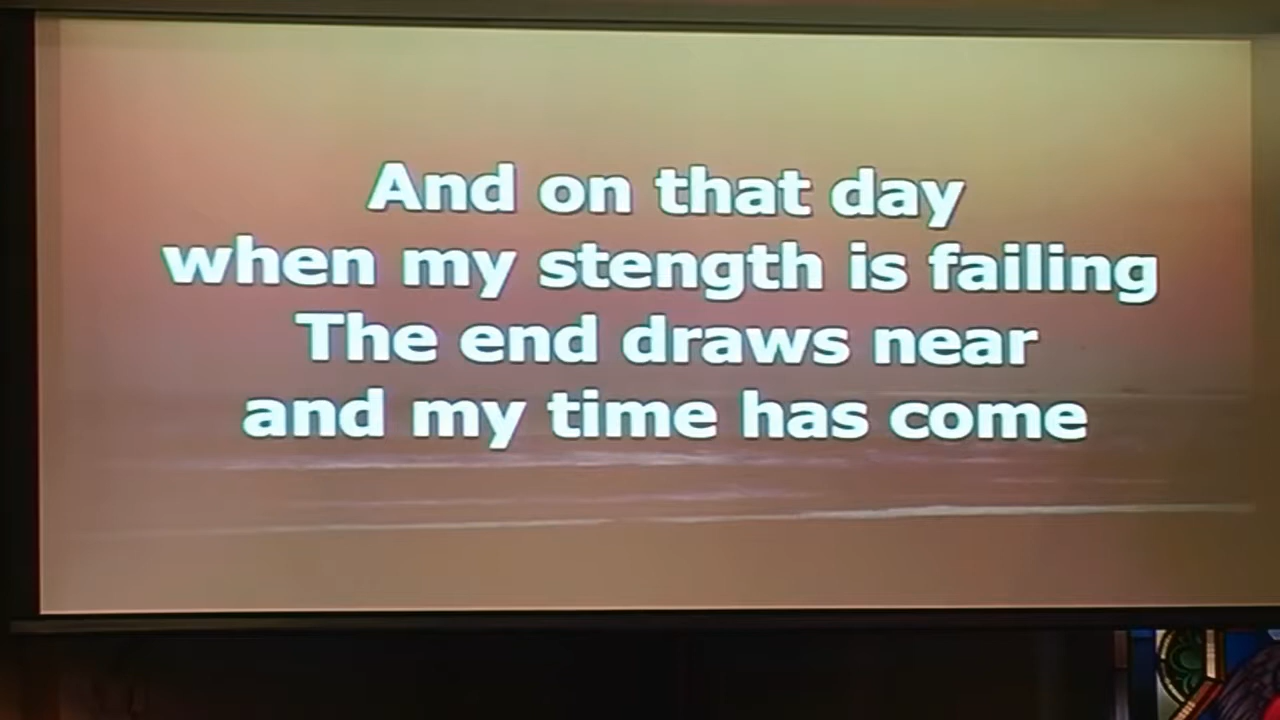 And on that day
when my stength is failing
The end draws near
and my time has come